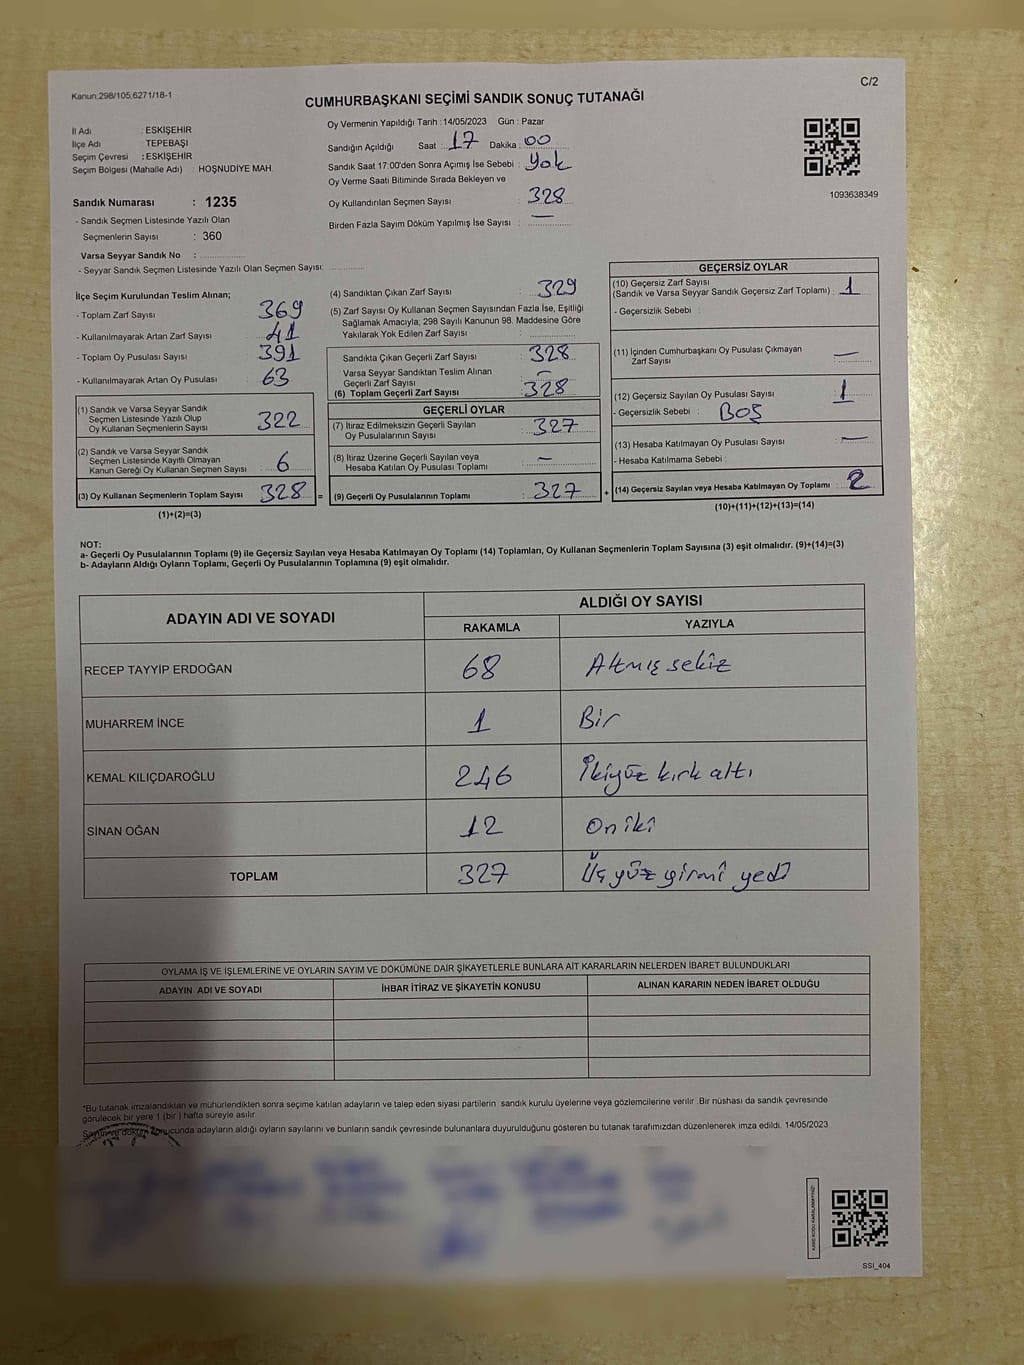 Kanun:298/105;6271/18-1
C/2
CUMHURBAŞKANI SEÇİMİ SANDIK SONUÇ TUTANAĞI
İl Adı : ESKİŞEHİR
İlçe Adı : TEPEBAŞI
Seçim Çevresi : ESKİŞEHİR
Seçim Bölgesi (Mahalle Adı) : HOŞNUDİYE MAH.
Sandık Numarası : 1235
- Sandık Seçmen Listesinde Yazılı Olan
Seçmenlerin Sayısı : 360
Varsa Seyyar Sandık No :
- Seyyar Sandık Seçmen Listesinde Yazılı Olan Seçmen Sayısı:
Oy Vermenin Yapıldığı Tarih :14/05/2023 Gün : Pazar
Sandığın Açıldığı Saat : 17 Dakika : 00
Sandık Saat 17:00'den Sonra Açımış İse Sebebi : Yok
Oy Verme Saati Bitiminde Sırada Bekleyen ve
Oy Kullandırılan Seçmen Sayısı : 328
Birden Fazla Sayım Döküm Yapılmış İse Sayısı : —
1093638349
İlçe Seçim Kurulundan Teslim Alınan;
- Toplam Zarf Sayısı : 369
- Kullanılmayarak Artan Zarf Sayısı : 41
- Toplam Oy Pusulası Sayısı : 391
- Kullanılmayarak Artan Oy Pusulası : 63
(1) Sandık ve Varsa Seyyar Sandık
Seçmen Listesinde Yazılı Olup
Oy Kullanan Seçmenlerin Sayısı : 322
(2) Sandık ve Varsa Seyyar Sandık
Seçmen Listesinde Kayıtlı Olmayan
Kanun Gereği Oy Kullanan Seçmen Sayısı : 6
(3) Oy Kullanan Seçmenlerin Toplam Sayısı : 328
(1)+(2)=(3)
(4) Sandıktan Çıkan Zarf Sayısı : 329
(5) Zarf Sayısı Oy Kullanan Seçmen Sayısından Fazla İse, Eşitliği
Sağlamak Amacıyla; 298 Sayılı Kanunun 98. Maddesine Göre
Yakılarak Yok Edilen Zarf Sayısı :
Sandıkta Çıkan Geçerli Zarf Sayısı : 328
Varsa Seyyar Sandıktan Teslim Alınan
Geçerli Zarf Sayısı : —
(6) Toplam Geçerli Zarf Sayısı : 328
GEÇERLİ OYLAR
(7) İtiraz Edilmeksizin Geçerli Sayılan
Oy Pusulalarının Sayısı : 327
(8) İtiraz Üzerine Geçerli Sayılan veya
Hesaba Katılan Oy Pusulası Toplamı : —
= (9) Geçerli Oy Pusulalarının Toplamı : 327
GEÇERSİZ OYLAR
(10) Geçersiz Zarf Sayısı
(Sandık ve Varsa Seyyar Sandık Geçersiz Zarf Toplamı) : 1
- Geçersizlik Sebebi :
(11) İçinden Cumhurbaşkanı Oy Pusulası Çıkmayan
Zarf Sayısı : —
(12) Geçersiz Sayılan Oy Pusulası Sayısı : 1
- Geçersizlik Sebebi : BOŞ
(13) Hesaba Katılmayan Oy Pusulası Sayısı : —
- Hesaba Katılmama Sebebi :
+ (14) Geçersiz Sayılan veya Hesaba Katılmayan Oy Toplamı : 2
(10)+(11)+(12)+(13)=(14)
NOT:
a- Geçerli Oy Pusulalarının Toplamı (9) ile Geçersiz Sayılan veya Hesaba Katılmayan Oy Toplamı (14) Toplamları, Oy Kullanan Seçmenlerin Toplam Sayısına (3) eşit olmalıdır. (9)+(14)=(3)
b- Adayların Aldığı Oyların Toplamı, Geçerli Oy Pusulalarının Toplamına (9) eşit olmalıdır.
ADAYIN ADI VE SOYADI
ALDIĞI OY SAYISI
RAKAMLA YAZIYLA
RECEP TAYYİP ERDOĞAN 68 Altmış sekiz
MUHARREM İNCE 1 Bir
KEMAL KILIÇDAROĞLU 246 İkiyüz kırk altı
SİNAN OĞAN 12 On iki
TOPLAM 327 Üç yüz yirmi yedi
OYLAMA İŞ VE İŞLEMLERİNE VE OYLARIN SAYIM VE DÖKÜMÜNE DAİR ŞİKAYETLERLE BUNLARA AİT KARARLARIN NELERDEN İBARET BULUNDUKLARI
ADAYIN ADI VE SOYADI İHBAR İTİRAZ VE ŞİKAYETİN KONUSU ALINAN KARARIN NEDEN İBARET OLDUĞU
*Bu tutanak imzalandıktan ve mühürlendikten sonra seçime katılan adayların ve talep eden siyasi partilerin sandık kurulu üyelerine veya gözlemcilerine verilir .Bir nüshası da sandık çevresinde
görülecek bir yere 1 (bir ) hafta süreyle asılır.
Sayım ve döküm sonucunda adayların aldığı oyların sayılarını ve bunların sandık çevresinde bulunanlara duyurulduğunu gösteren bu tutanak tarafımızdan düzenlenerek imza edildi. 14/05/2023
SSI_404